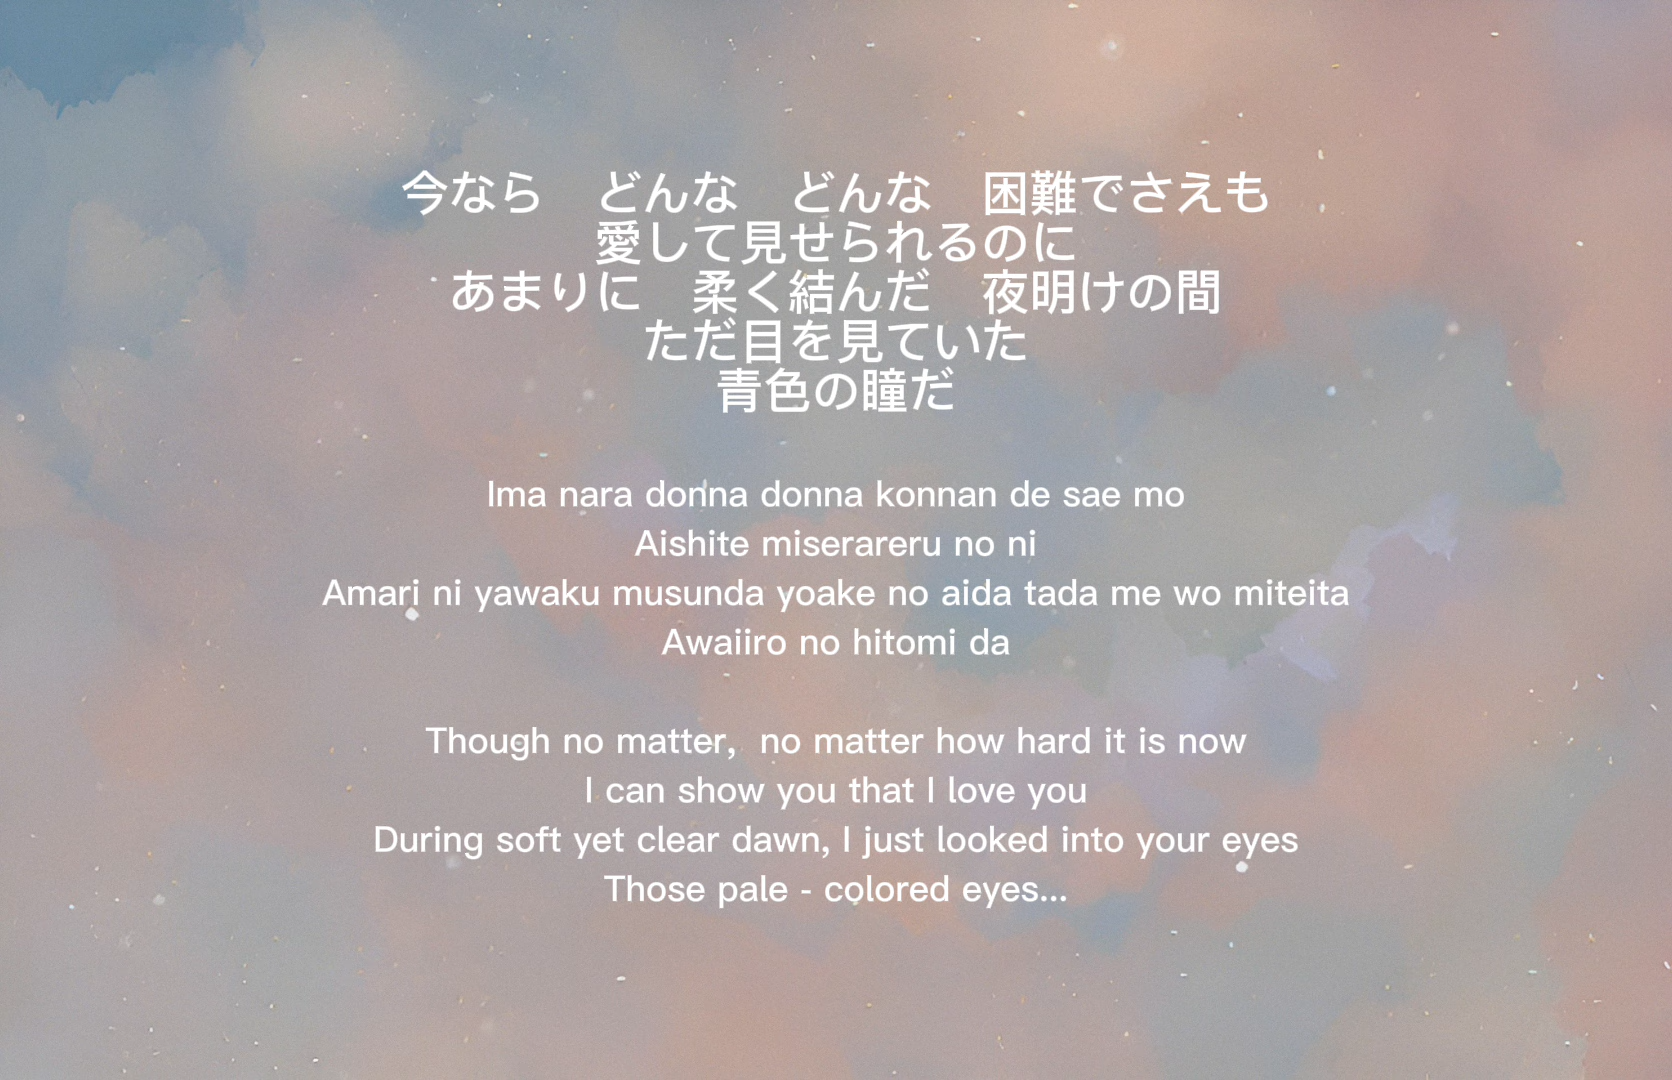 今なら　どんな　どんな　困難でさえも
愛して見せられるのに
あまりに　柔く結んだ　夜明けの間
ただ目を見ていた
青色の瞳だ
Ima nara donna donna konnan de sae mo
Aishite miserareru no ni
Amari ni yawaku musunda yoake no aida tada me wo miteita
Awaiiro no hitomi da
Though no matter,  no matter how hard it is now
I can show you that I love you
During soft yet clear dawn, I just looked into your eyes
Those pale - colored eyes...